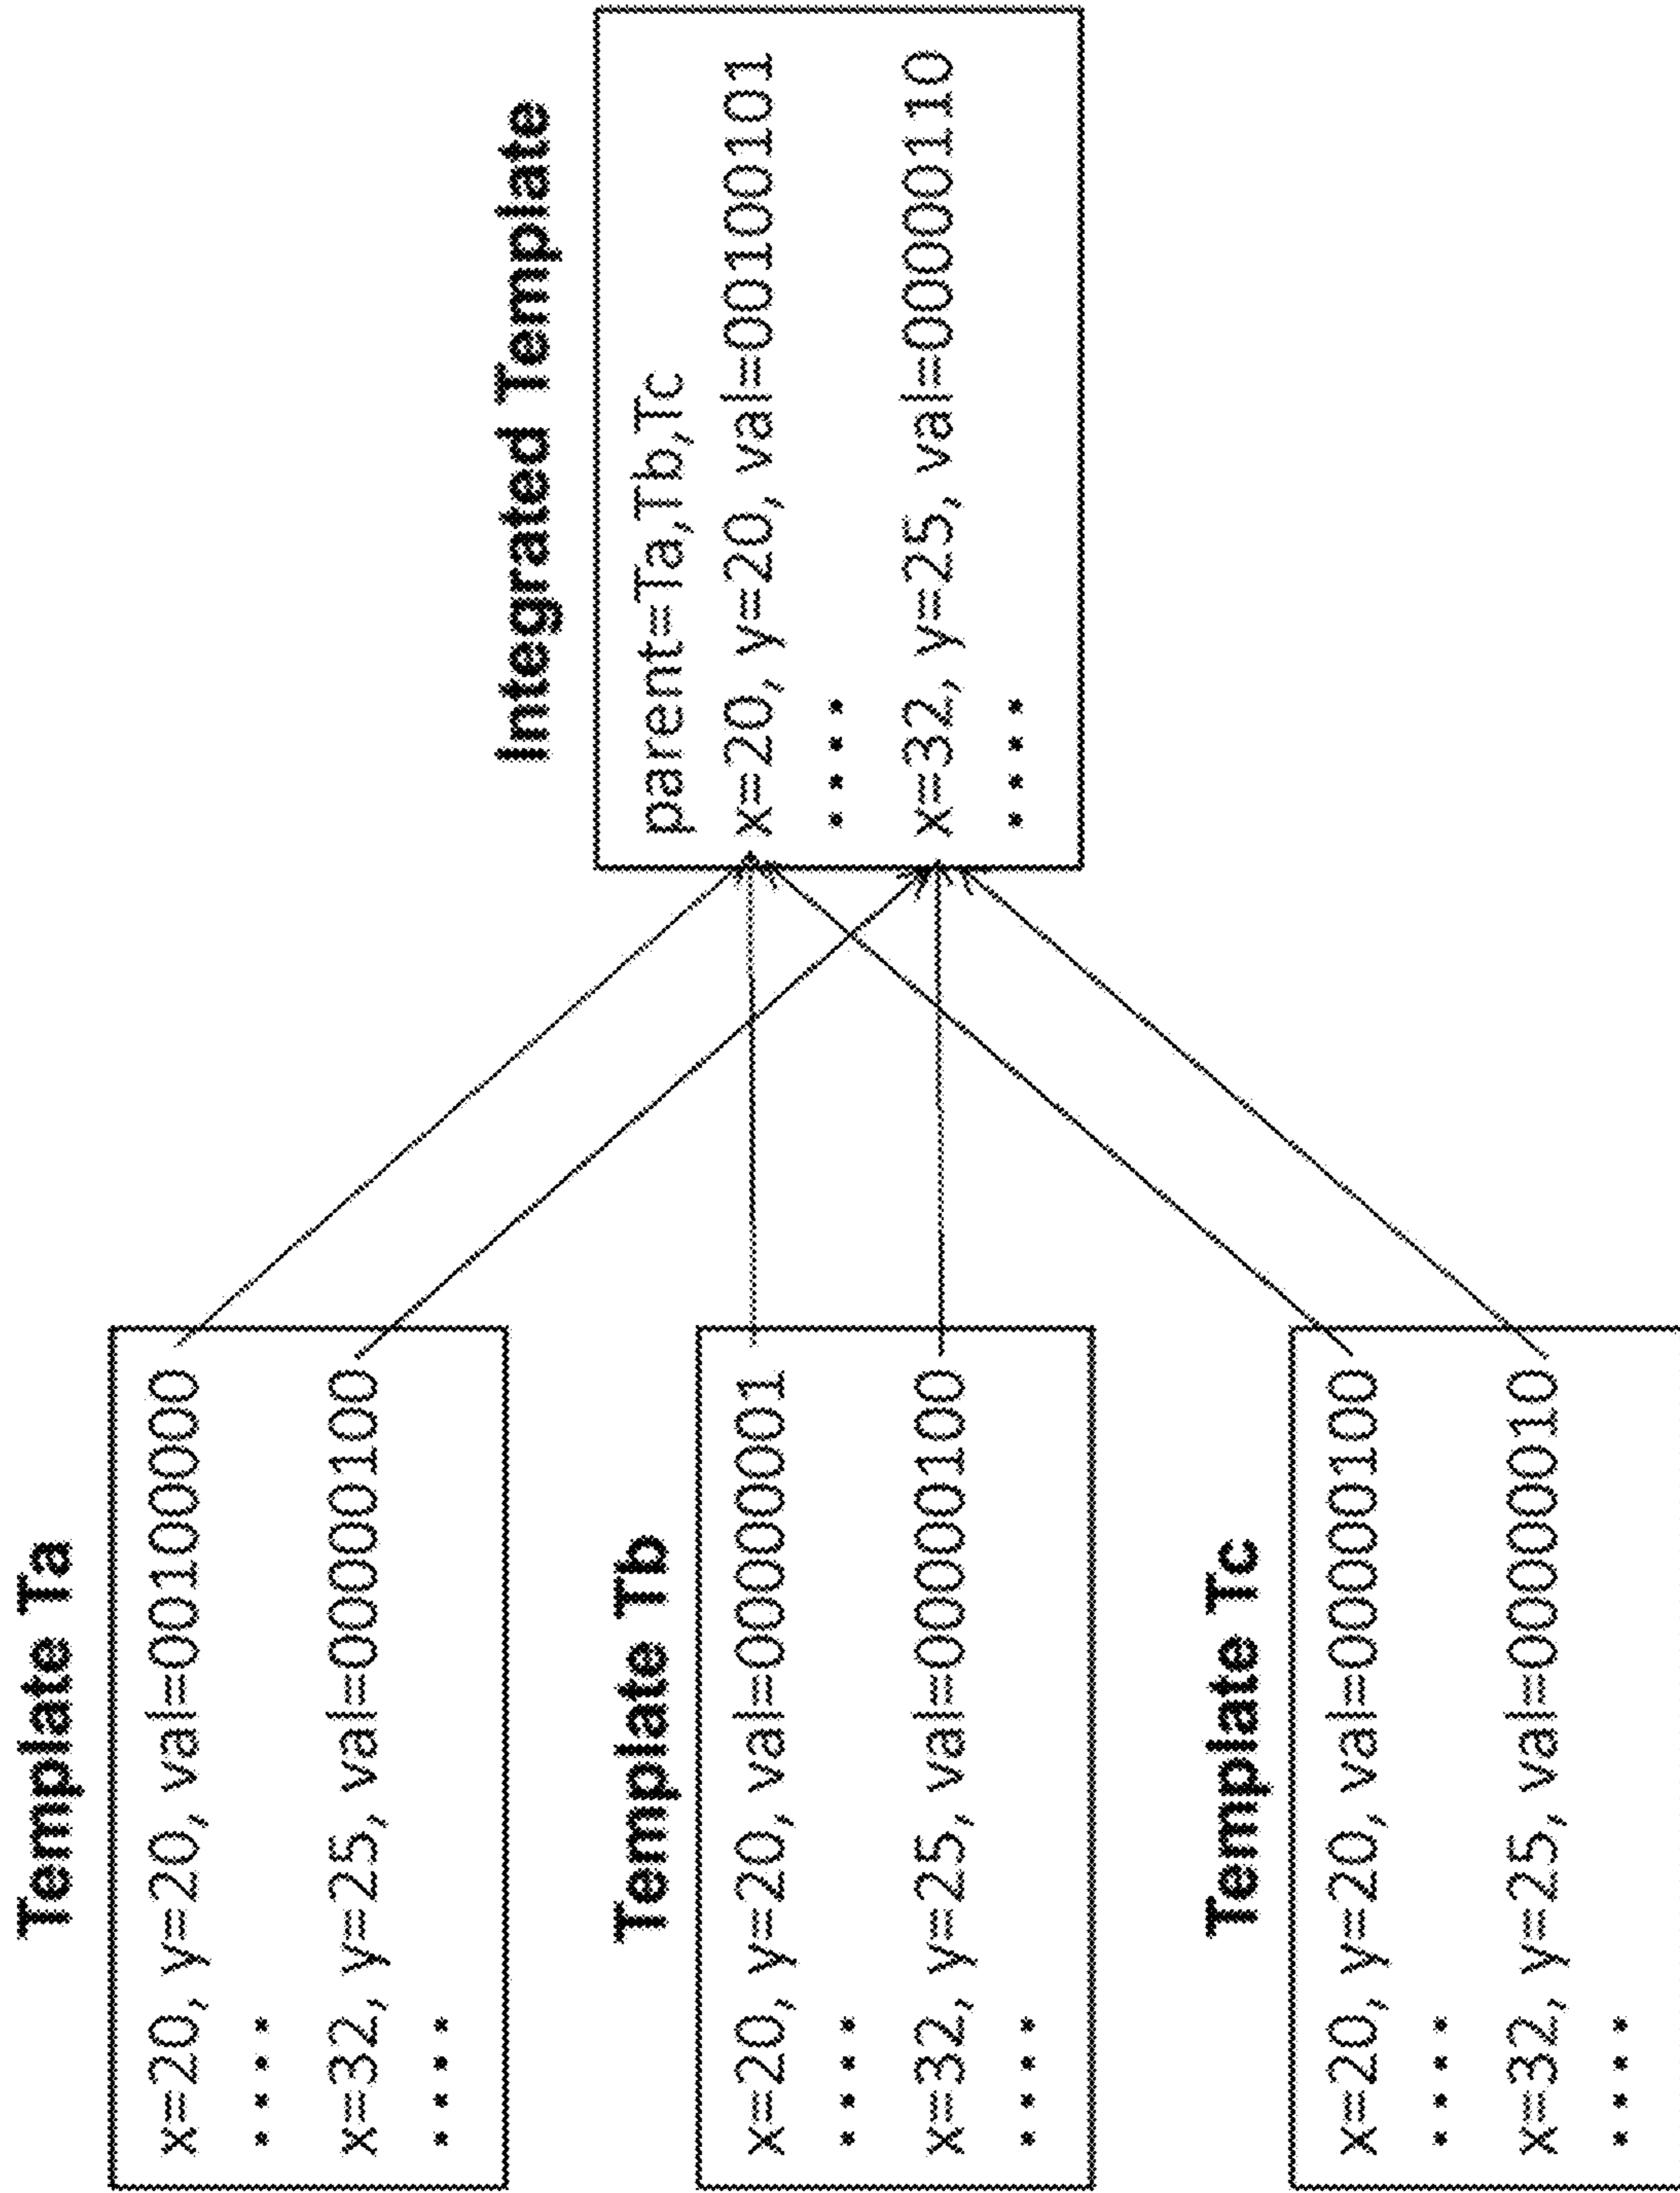 Template Ta
x=20, y=20, val=00100000
....
x=32, y=25, val=00000100
....
Template Tb
x=20, y=20, val=00000001
....
x=32, y=25, val=00000100
....
Template Tc
x=20, y=20, val=00000100
....
x=32, y=25, val=00000010
....
Integrated Template
parent=Ta,Tb,Tc
x=20, y=20, val=00100101
....
x=32, y=25, val=00000110
....